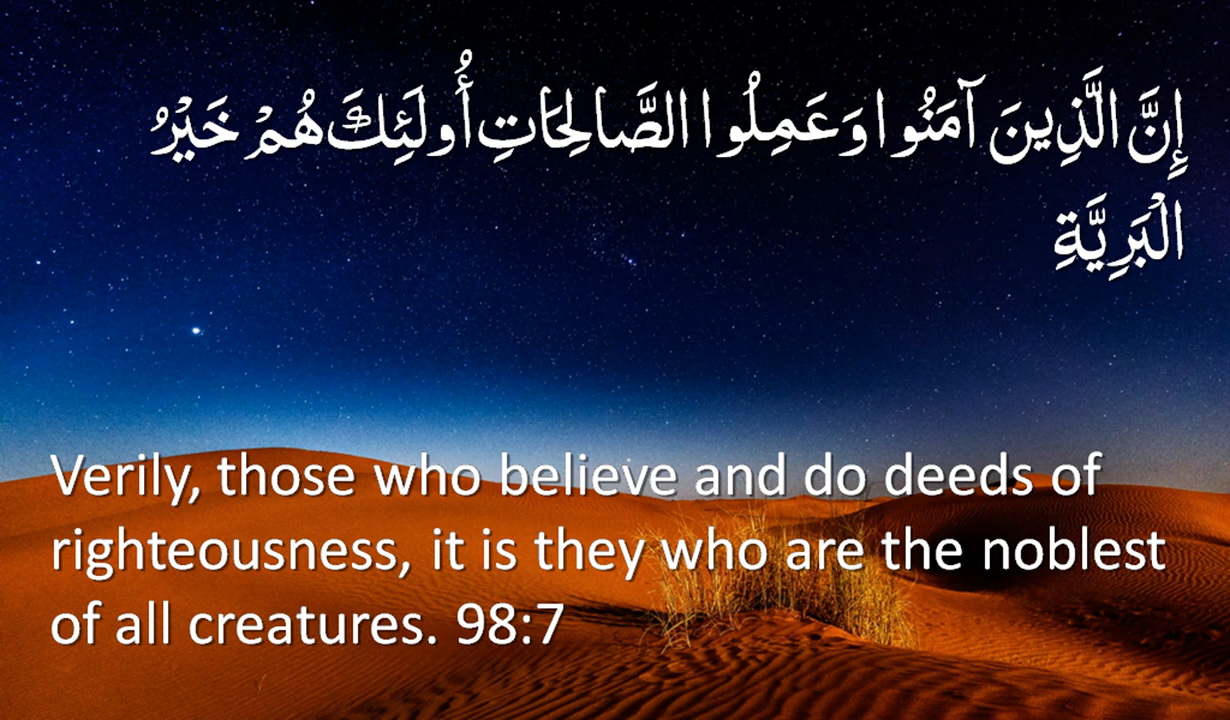 إِنَّ الَّذِينَ آمَنُوا وَعَمِلُوا الصَّالِحَاتِ أُولَئِكَ هُمْ خَيْرُ
الْبَرِيَّةِ
Verily, those who believe and do deeds of
righteousness, it is they who are the noblest
of all creatures. 98:7